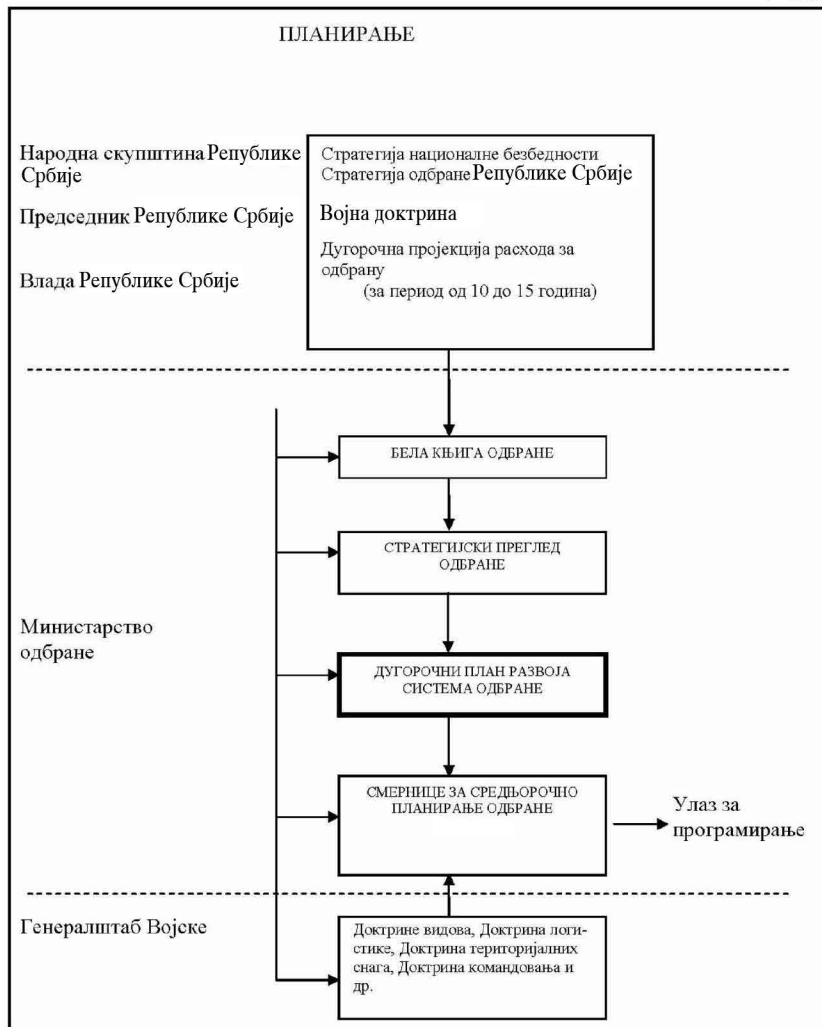 ПЛАНИРАЊЕ
Народна скупштина Републике
Србије
Председник Републике Србије
Влада Републике Србије
Стратегија националне безбедности
Стратегија одбране Републике Србије
Војна доктрина
Дугорочна пројекција расхода за
одбрану
(за период од 10 до 15 година)
Министарство
одбране
БЕЛА КЊИГА ОДБРАНЕ
СТРАТЕГИЈСКИ ПРЕГЛЕД
ОДБРАНЕ
ДУГОРОЧНИ ПЛАН РАЗВОЈА
СИСТЕМА ОДБРАНЕ
СМЕРНИЦЕ ЗА СРЕДЊОРОЧНО
ПЛАНИРАЊЕ ОДБРАНЕ
Улаз за
програмирање
Генералштаб Војске
Доктрине видова, Доктрина логи-
стике, Доктрина територијалних
снага, Доктрина командовања и
др.